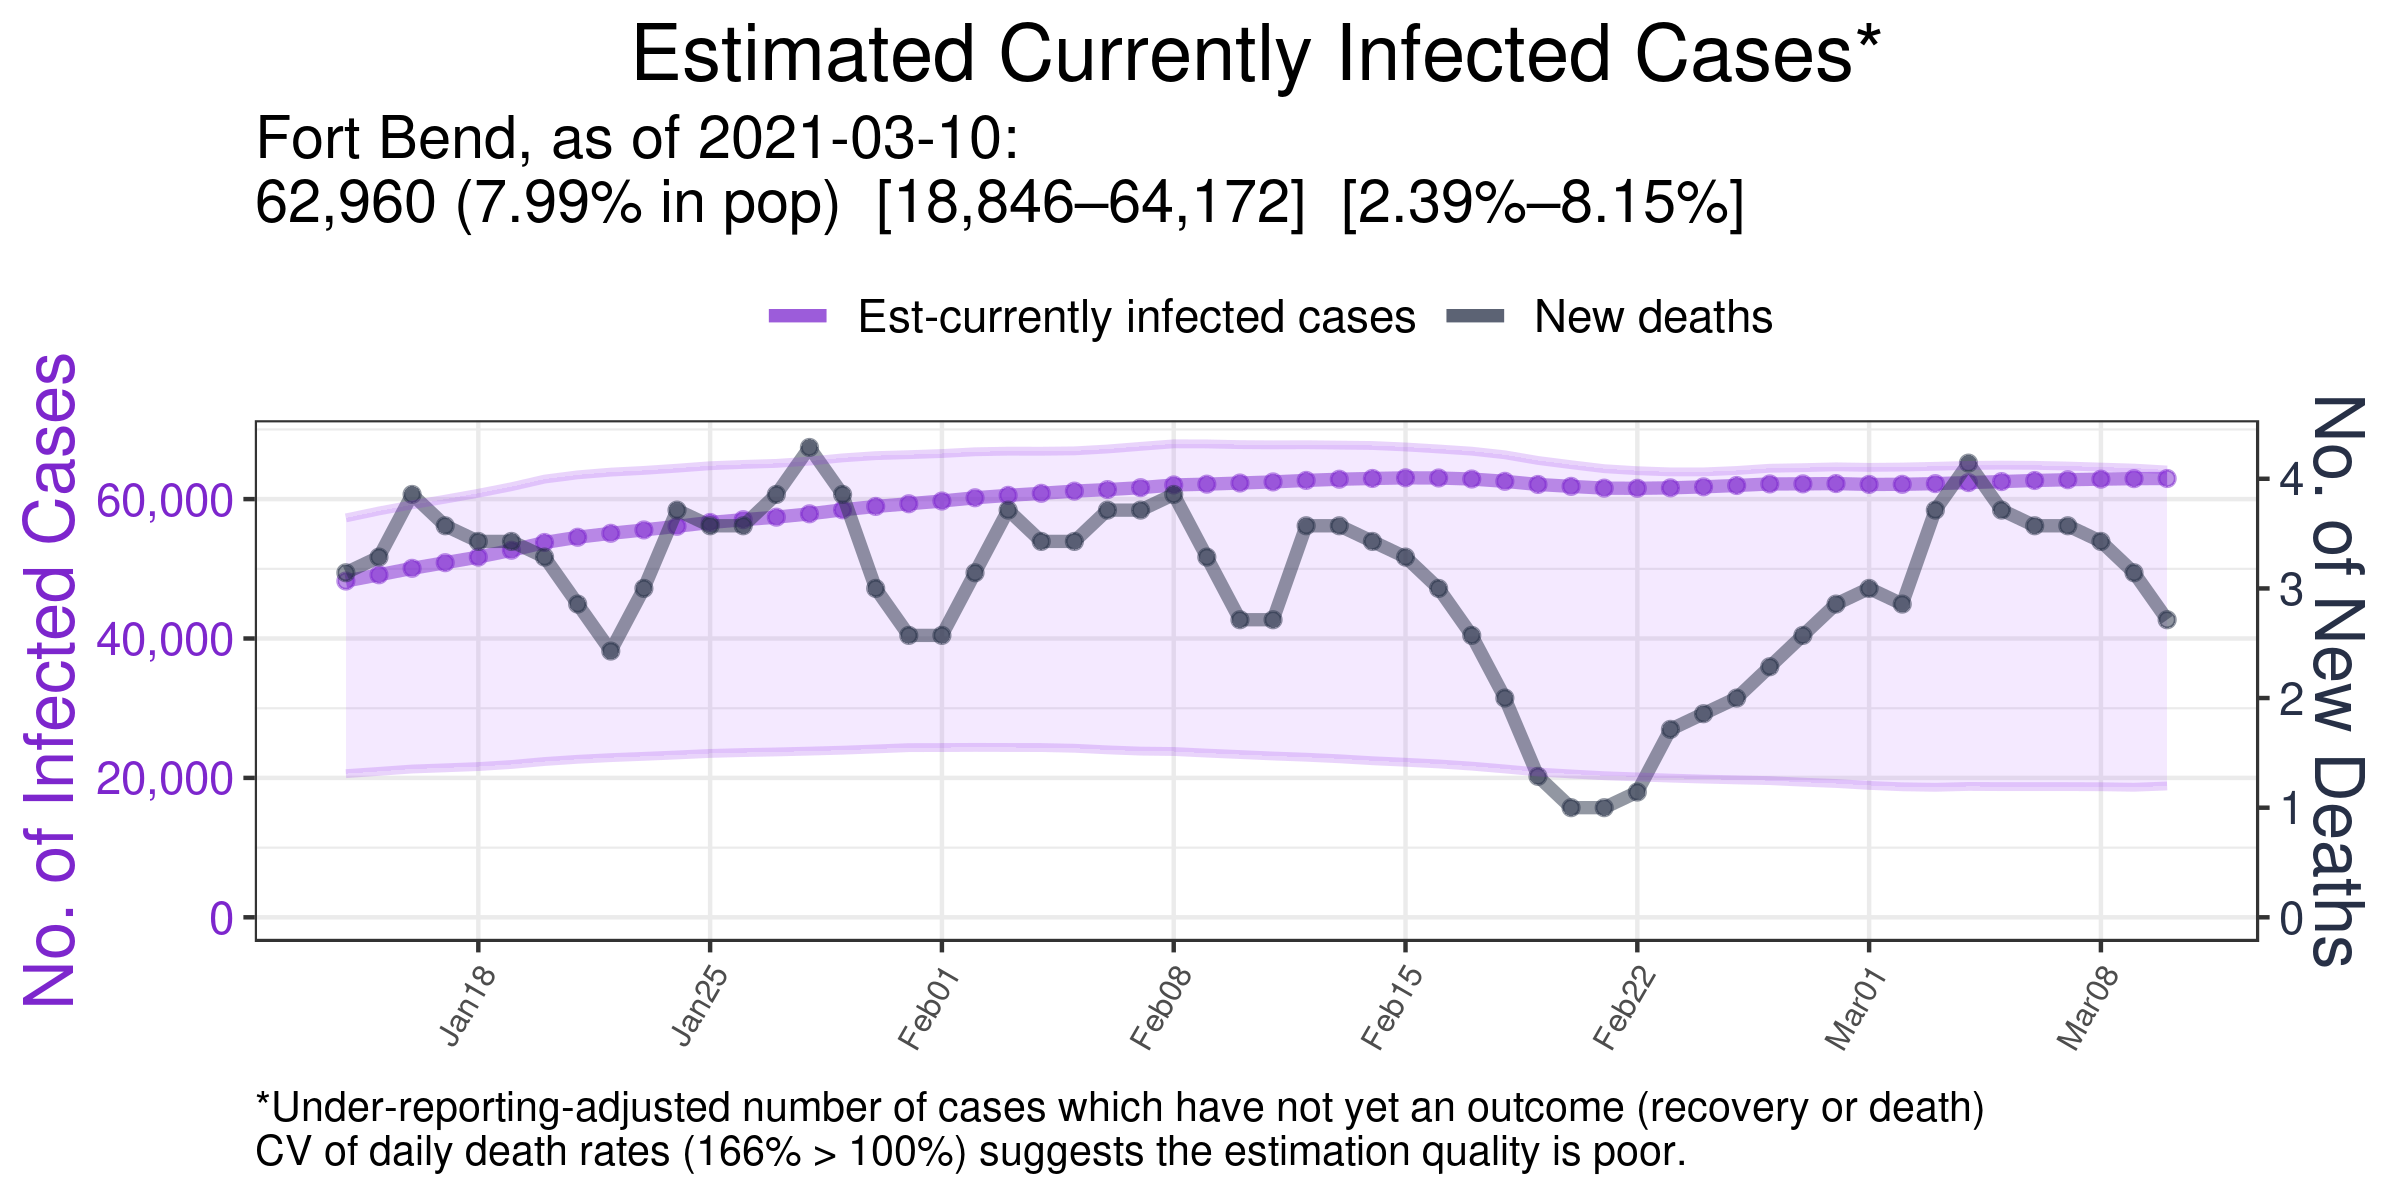 Estimated Currently Infected Cases*
Fort Bend, as of 2021-03-10:
62,960 (7.99% in pop)  [18,846–64,172]  [2.39%–8.15%]
Est-currently infected cases
New deaths
No. of Infected Cases
60,000
40,000
20,000
0
No. of New Deaths
4
3
2
1
0
Jan18
Jan25
Feb01
Feb08
Feb15
Feb22
Mar01
Mar08
*Under-reporting-adjusted number of cases which have not yet an outcome (recovery or death)
CV of daily death rates (166% > 100%) suggests the estimation quality is poor.